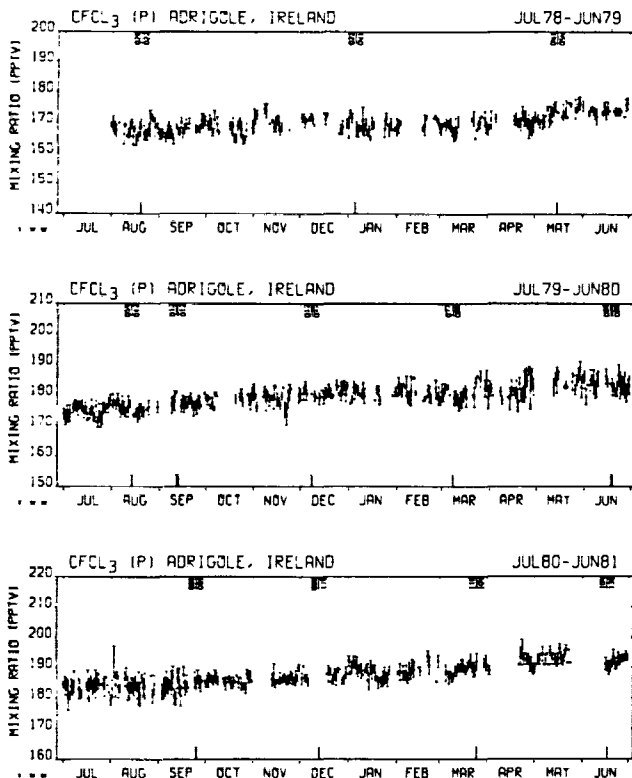 CFCL3 (P) ADRIGOLE, IRELAND JUL78-JUN79
200
190
180
170
160
150
140
MIXING RATIO (PPTV)
JUL AUG SEP OCT NOV DEC JAN FEB MAR APR MAY JUN
CFCL3 (P) ADRIGOLE, IRELAND JUL79-JUN80
210
200
190
180
170
160
150
MIXING RATIO (PPTV)
JUL AUG SEP OCT NOV DEC JAN FEB MAR APR MAY JUN
CFCL3 (P) ADRIGOLE, IRELAND JUL80-JUN81
220
210
200
190
180
170
160
MIXING RATIO (PPTV)
JUL AUG SEP OCT NOV DEC JAN FEB MAR APR MAY JUN